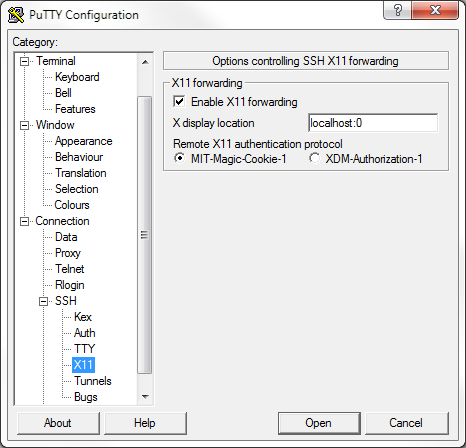 PuTTY Configuration
Category:
Terminal
Keyboard
Bell
Features
Window
Appearance
Behaviour
Translation
Selection
Colours
Connection
Data
Proxy
Telnet
Rlogin
SSH
Kex
Auth
TTY
X11
Tunnels
Bugs
Options controlling SSH X11 forwarding
X11 forwarding
Enable X11 forwarding
X display location localhost:0
Remote X11 authentication protocol
MIT-Magic-Cookie-1 XDM-Authorization-1
About Help Open Cancel